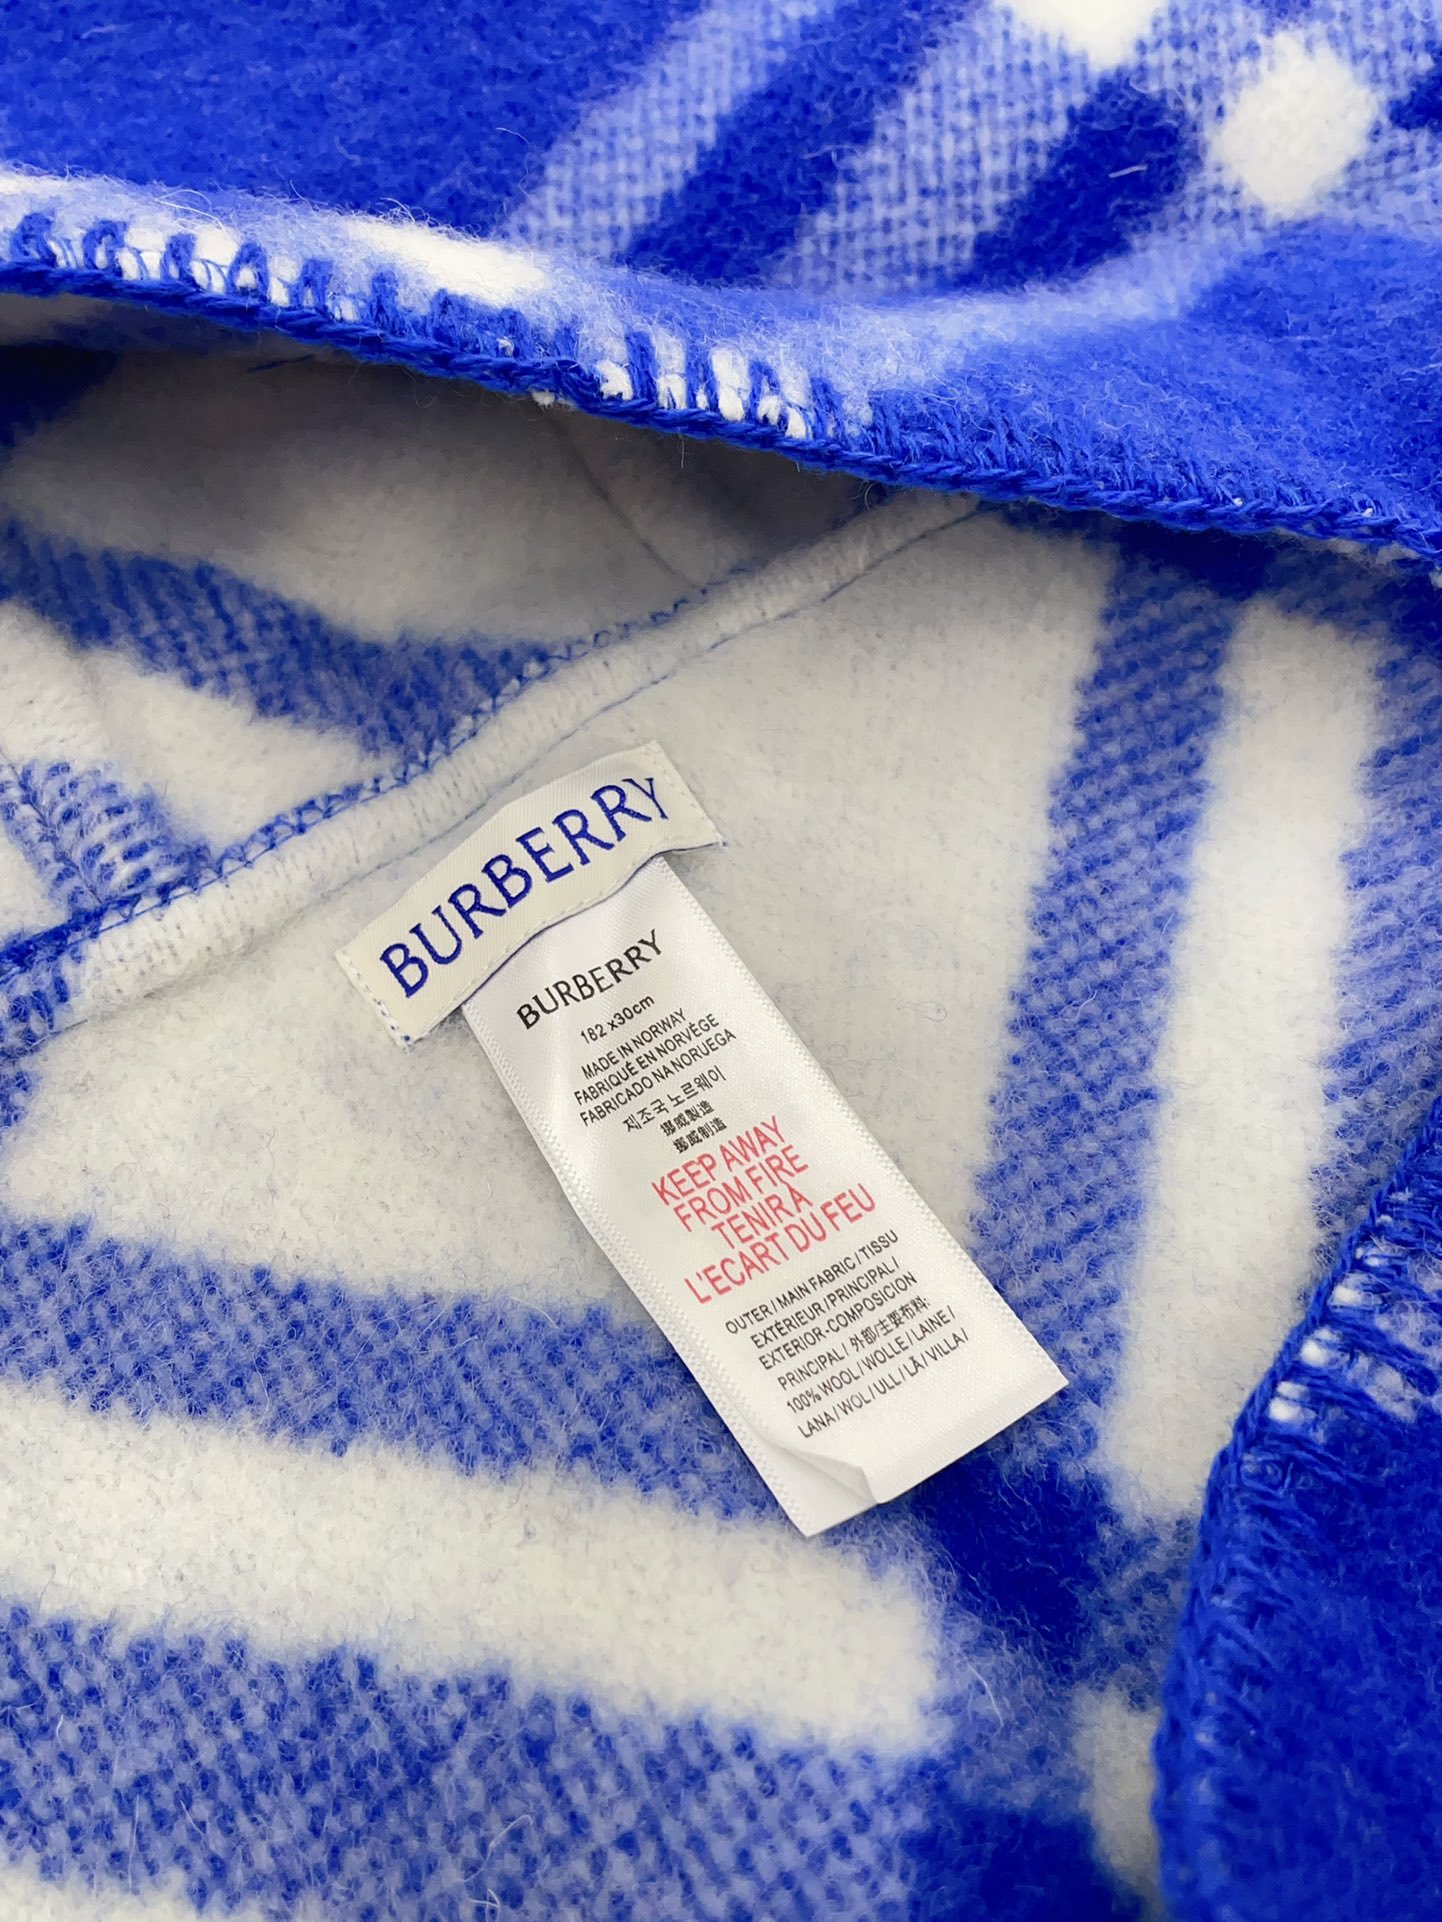 BURBERRY
BURBERRY
182 x30cm
MADE IN NORWAY
FABRIQUÉ EN NORVÈGE
FABRICADO NA NORUEGA
제조국 노르웨이
挪威製造
挪威制造
KEEP AWAY
FROM FIRE
TENIR À
L'ECART DU FEU
OUTER / MAIN FABRIC / TISSU
EXTÉRIEUR / PRINCIPAL /
EXTERIOR-COMPOSICION
PRINCIPAL / 外部/主要布料:
100% WOOL / WOLLE / LAINE /
LANA / WOL / ULL / LÃ / VILLA /